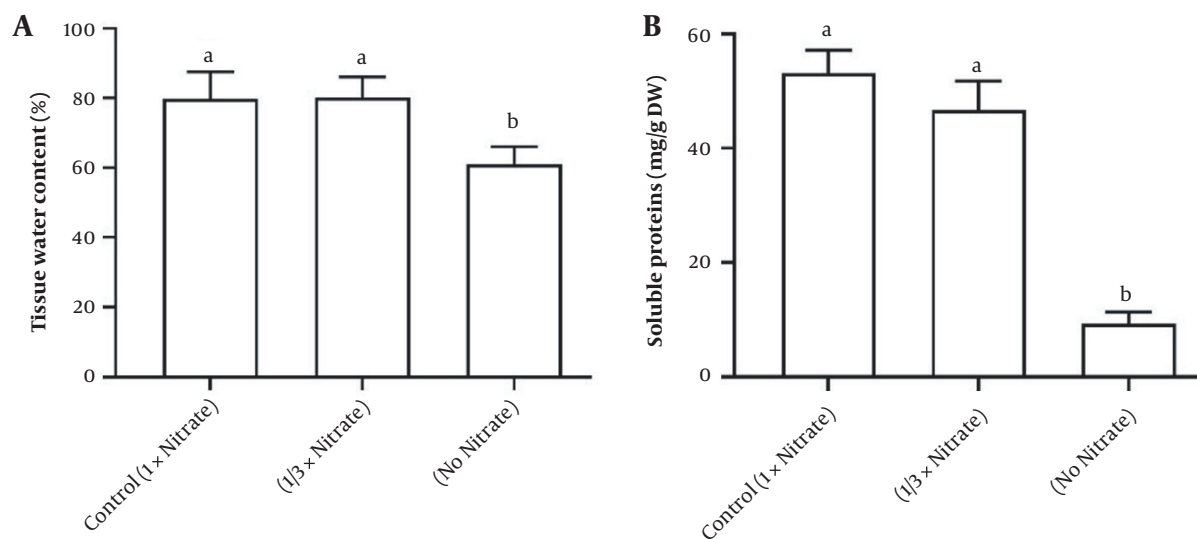 A
Tissue water content (%)
100
80
60
40
20
0
a
a
b
Control (1 × Nitrate)
(1/3 × Nitrate)
(No Nitrate)
B
Soluble proteins (mg/g DW)
60
40
20
0
a
a
b
Control (1 × Nitrate)
(1/3 × Nitrate)
(No Nitrate)